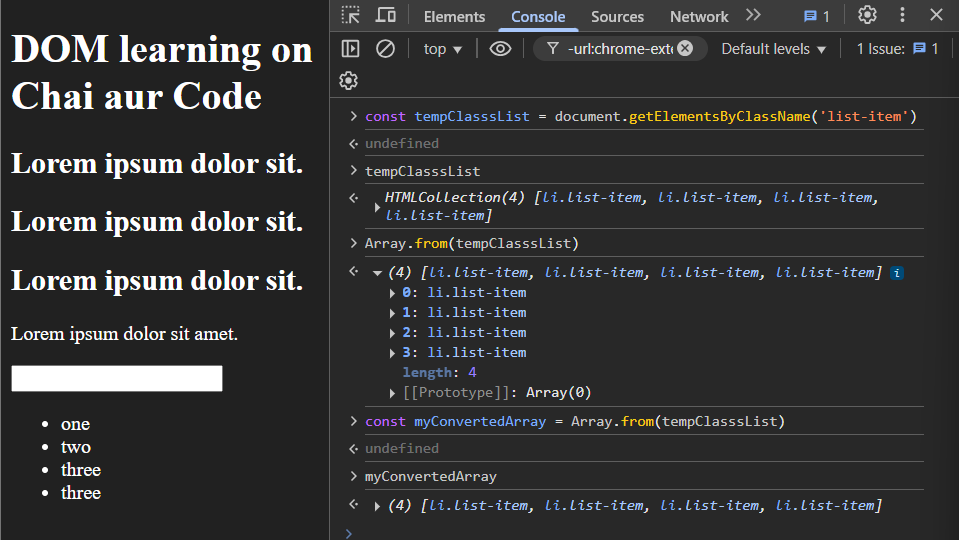 DOM learning on
Chai aur Code
Lorem ipsum dolor sit.
Lorem ipsum dolor sit.
Lorem ipsum dolor sit.
Lorem ipsum dolor sit amet.
one
two
three
three
Elements Console Sources Network 1
top -url:chrome-exte Default levels 1 Issue: 1
const tempClasssList = document.getElementsByClassName('list-item')
undefined
tempClasssList
HTMLCollection(4) [li.list-item, li.list-item, li.list-item,
li.list-item]
Array.from(tempClasssList)
(4) [li.list-item, li.list-item, li.list-item, li.list-item] i
0: li.list-item
1: li.list-item
2: li.list-item
3: li.list-item
length: 4
[[Prototype]]: Array(0)
const myConvertedArray = Array.from(tempClasssList)
undefined
myConvertedArray
(4) [li.list-item, li.list-item, li.list-item, li.list-item]